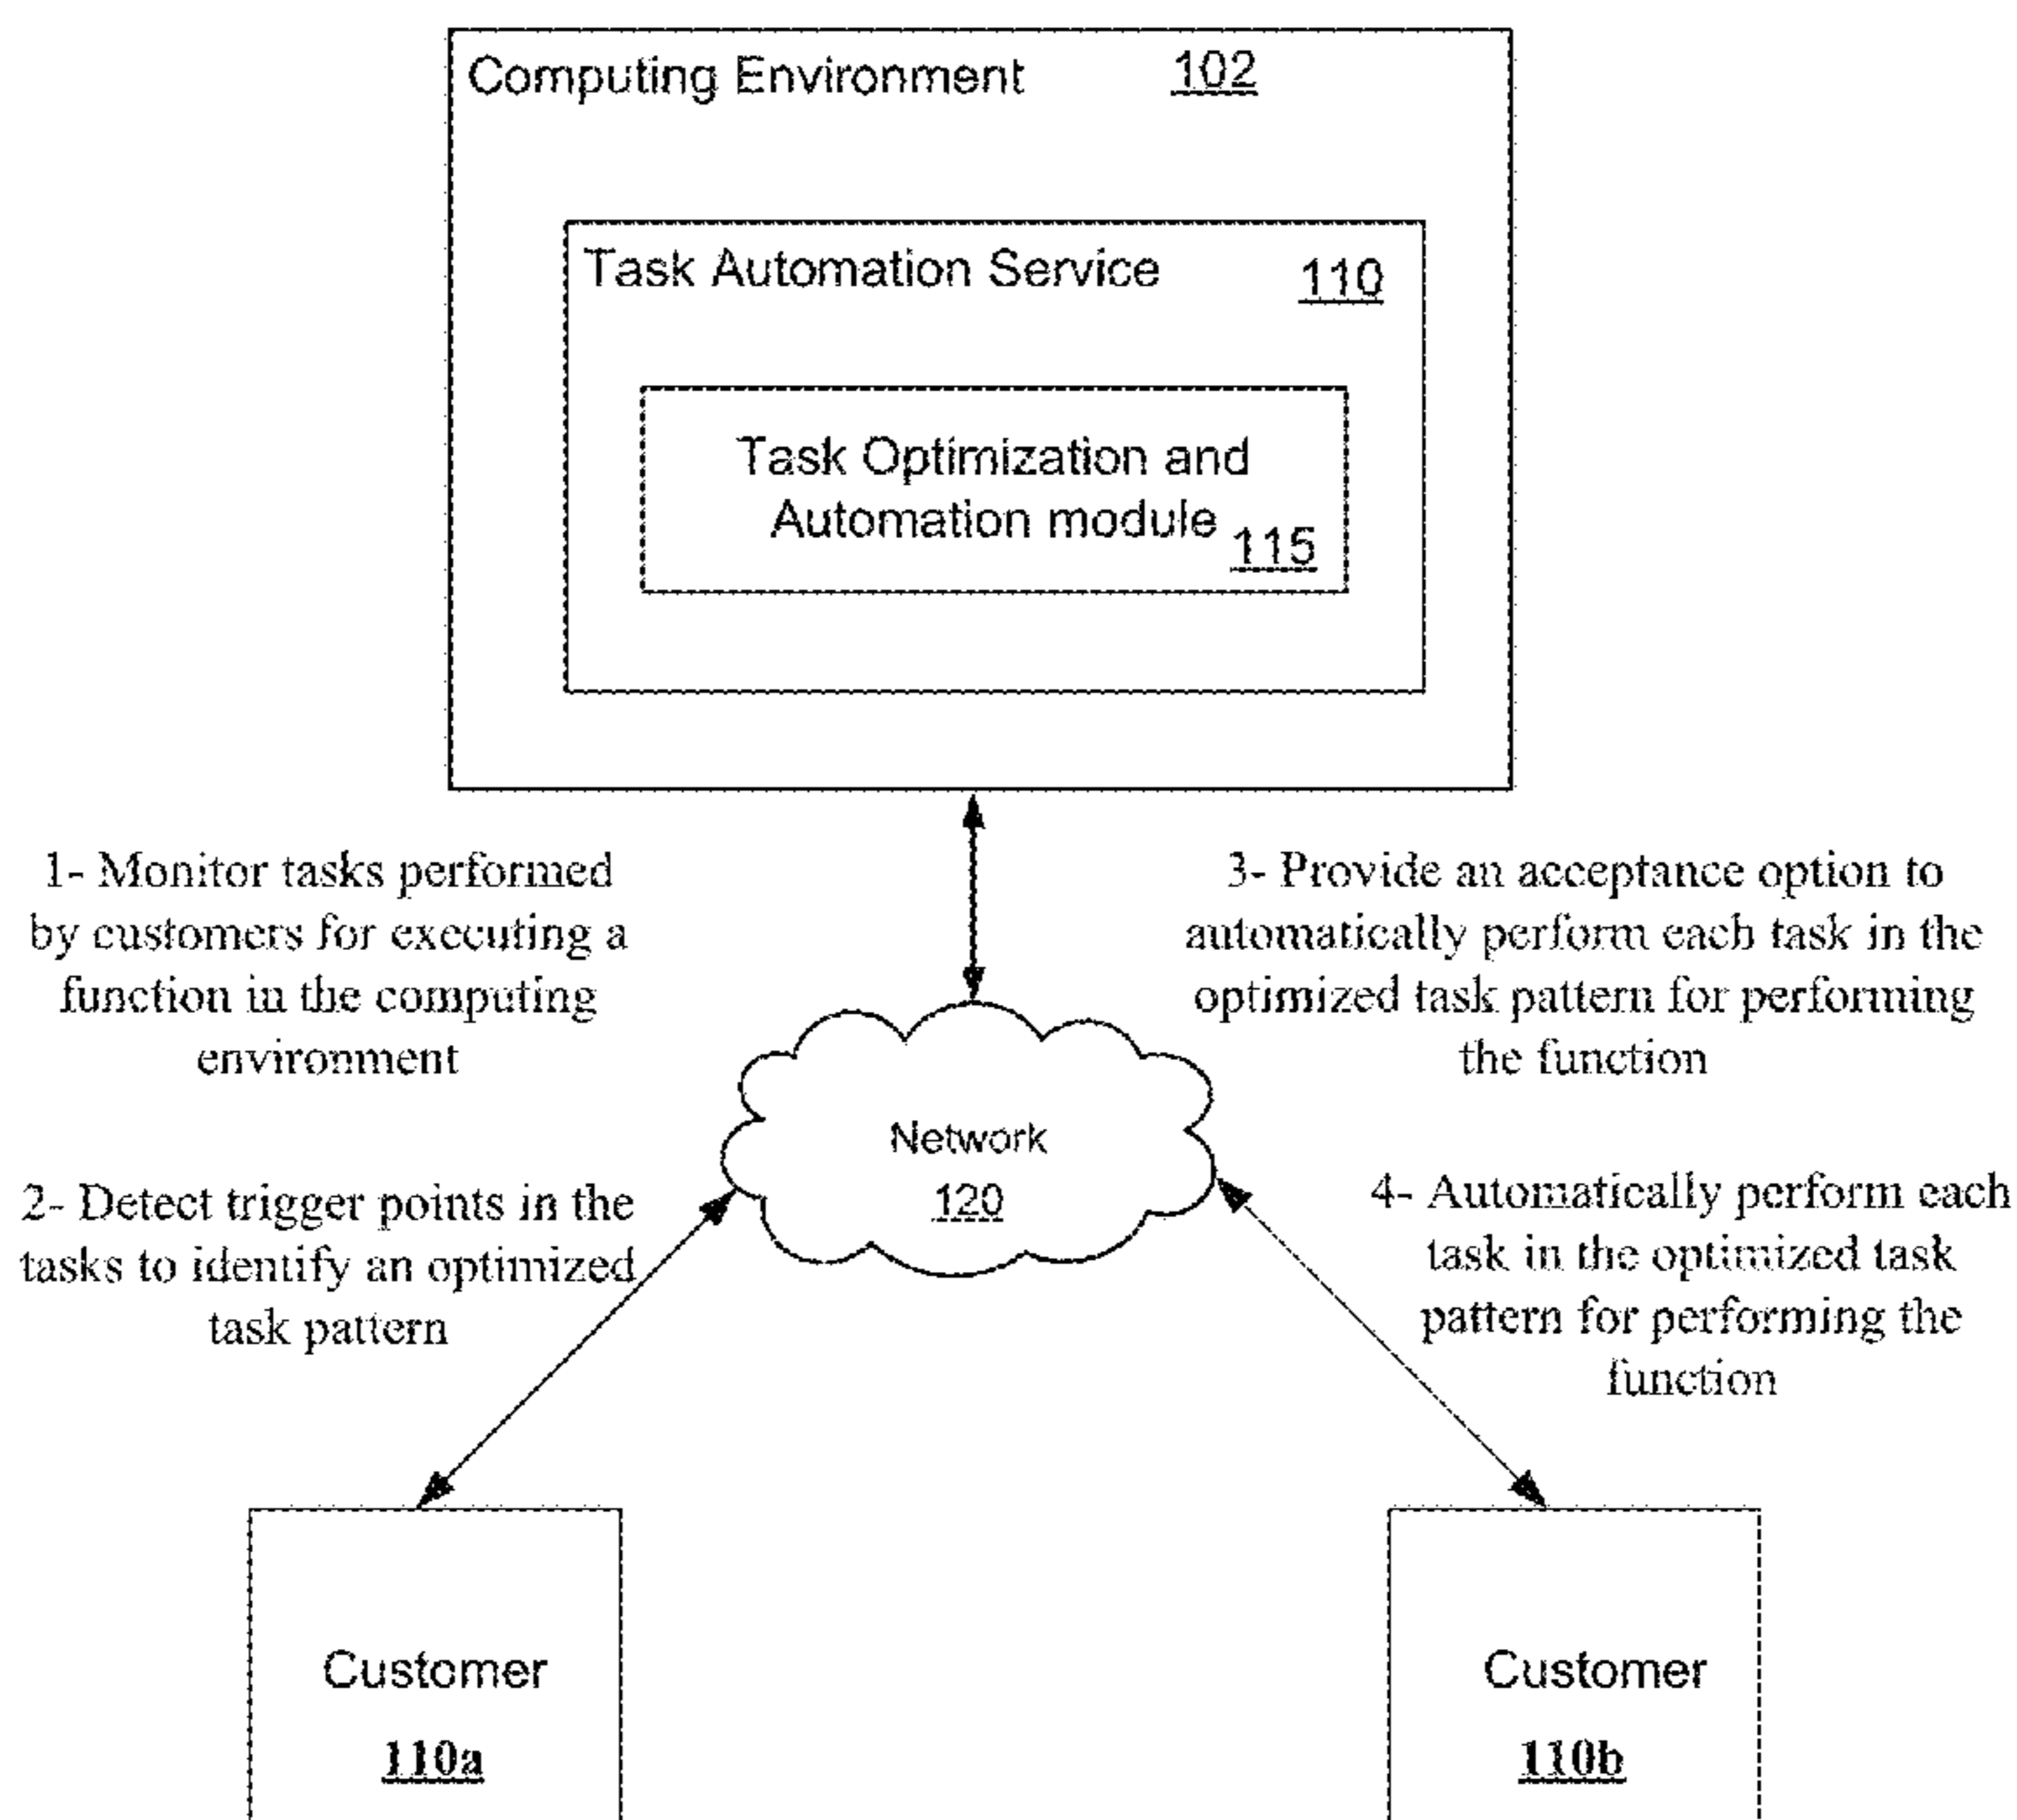 Computing Environment 102
Task Automation Service 110
Task Optimization and
Automation module 115
1- Monitor tasks performed
by customers for executing a
function in the computing
environment
3- Provide an acceptance option to
automatically perform each task in the
optimized task pattern for performing
the function
Network
120
2- Detect trigger points in the
tasks to identify an optimized
task pattern
4- Automatically perform each
task in the optimized task
pattern for performing the
function
Customer
110a
Customer
110b